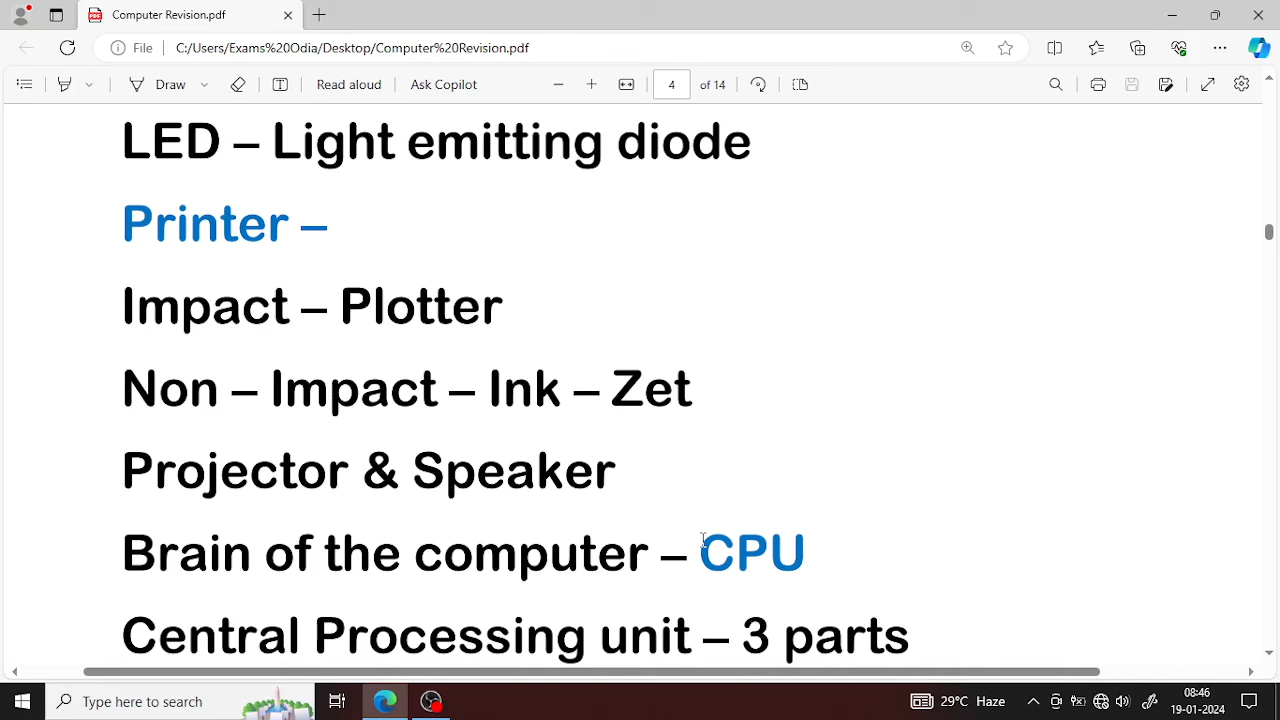 Computer Revision.pdf
File
C:/Users/Exams%20Odia/Desktop/Computer%20Revision.pdf
Draw
Read aloud
Ask Copilot
4 of 14
LED – Light emitting diode
Printer –
Impact – Plotter
Non – Impact – Ink – Zet
Projector & Speaker
Brain of the computer – CPU
Central Processing unit – 3 parts
Type here to search
29°C Haze
08:46
19-01-2024